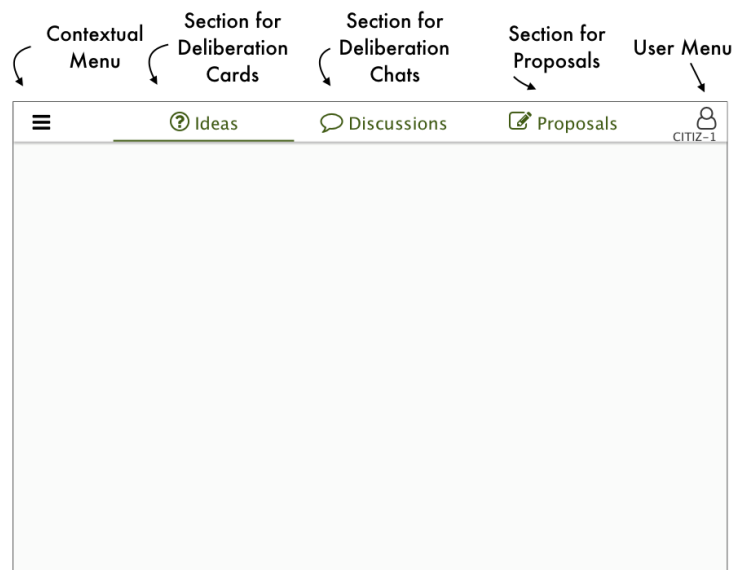 Contextual
Menu
Section for
Deliberation
Cards
Section for
Deliberation
Chats
Section for
Proposals
User Menu
Ideas
Discussions
Proposals
CITIZ-1